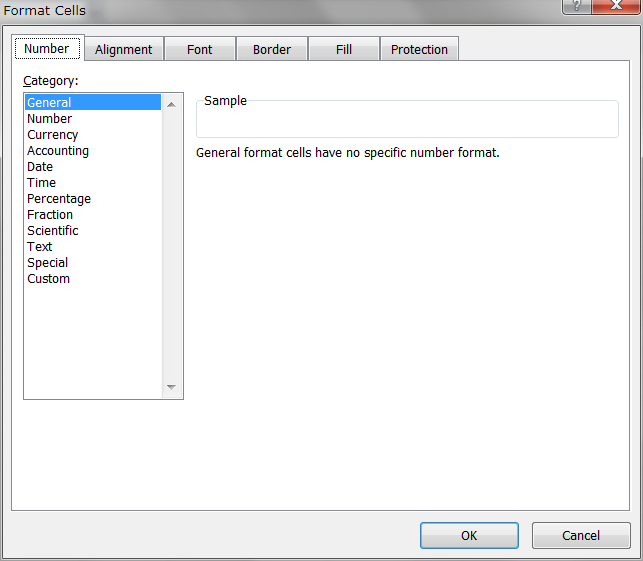 Format Cells
?
Number Alignment Font Border Fill Protection
Category:
General
Number
Currency
Accounting
Date
Time
Percentage
Fraction
Scientific
Text
Special
Custom
Sample
General format cells have no specific number format.
OK Cancel